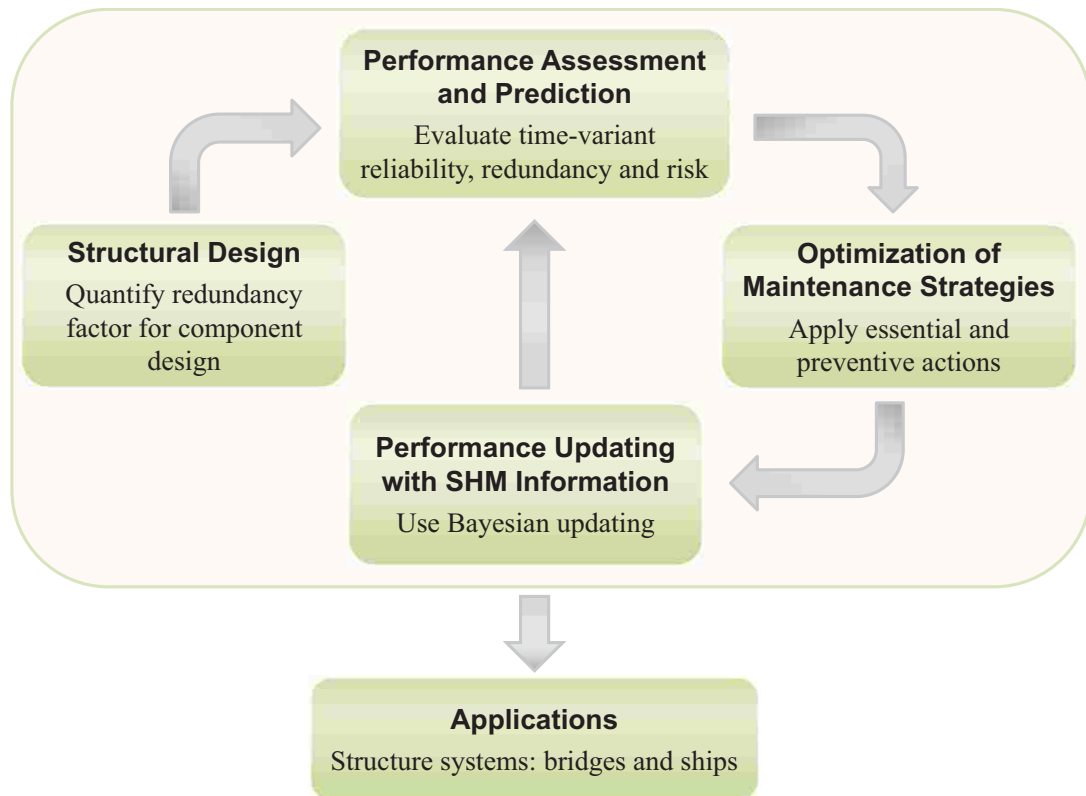 Performance Assessment
and Prediction
Evaluate time-variant
reliability, redundancy and risk
Structural Design
Quantify redundancy
factor for component
design
Optimization of
Maintenance Strategies
Apply essential and
preventive actions
Performance Updating
with SHM Information
Use Bayesian updating
Applications
Structure systems: bridges and ships